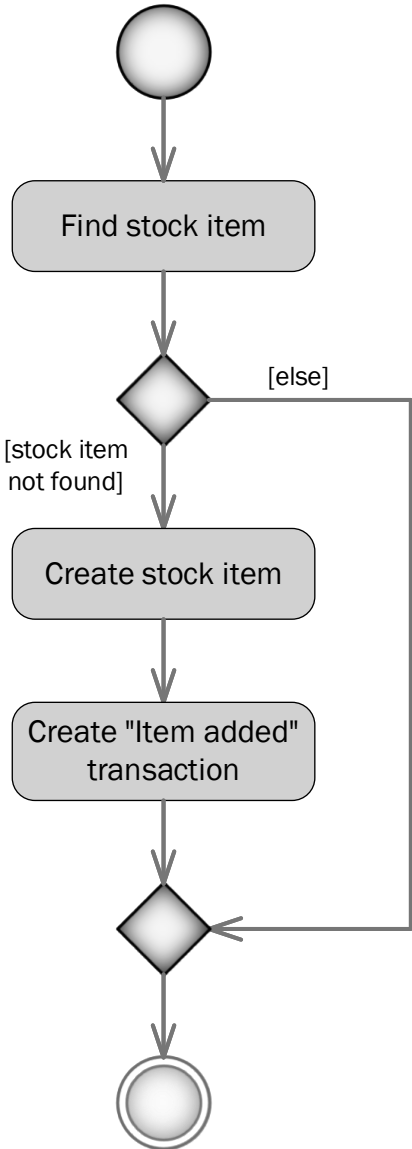 Find stock item
[else]
[stock item
not found]
Create stock item
Create "Item added"
transaction